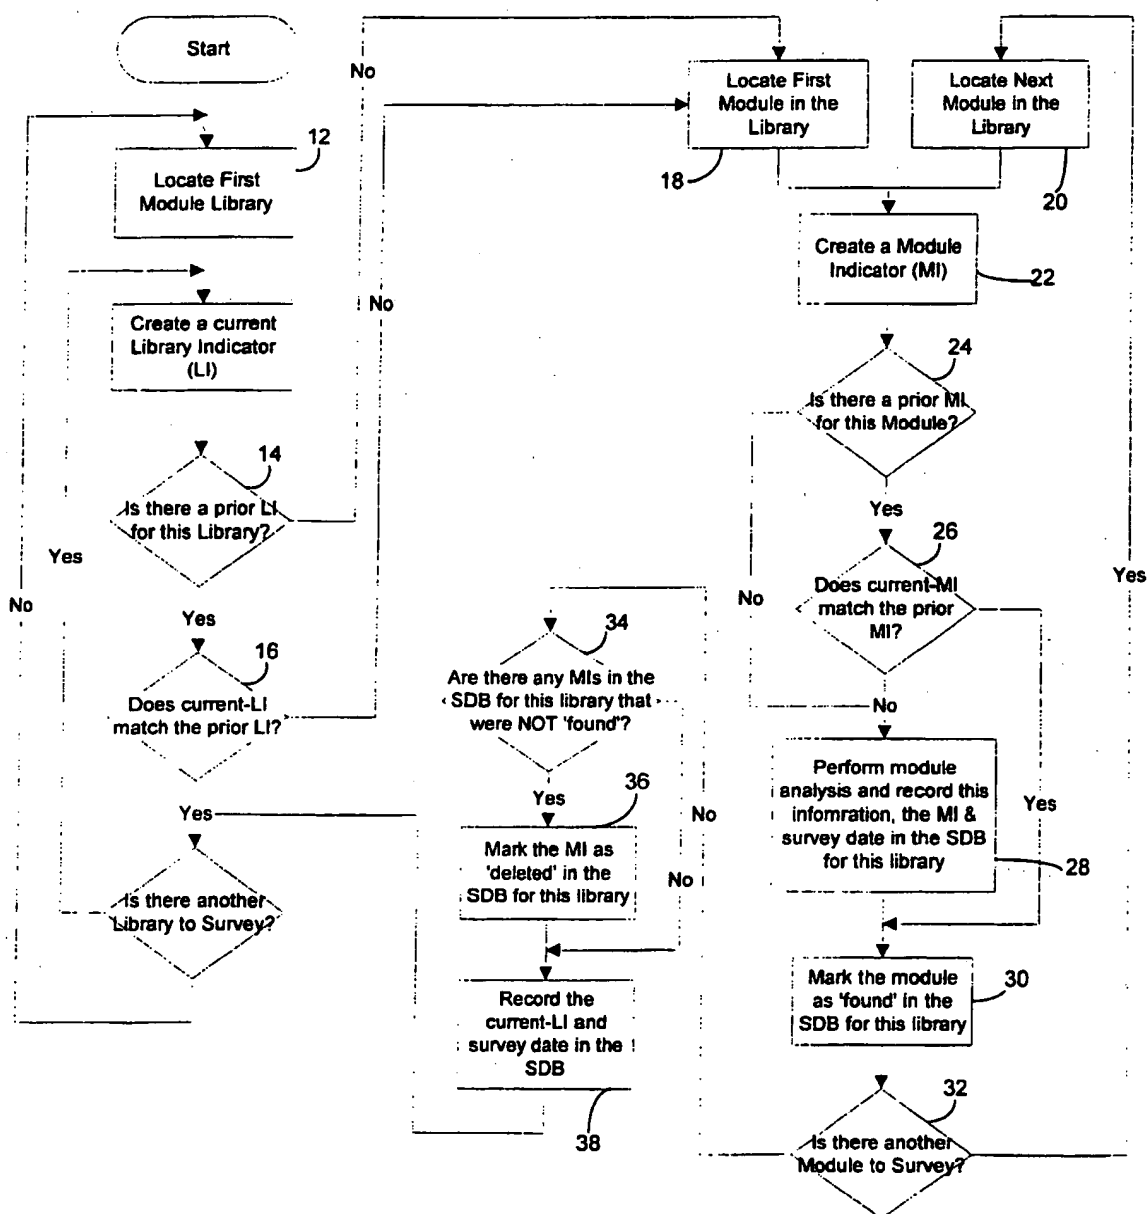 Start
12
Locate First
Module Library
Create a current
Library Indicator
(LI)
14
Is there a prior LI
for this Library?
No
Yes
No
Yes
16
Does current-LI
match the prior LI?
No
Yes
Is there another
Library to Survey?
34
Are there any MIs in the
SDB for this library that
were NOT 'found'?
Yes
36
No
Mark the MI as
'deleted' in the
SDB for this library
No
Record the
current-LI and
survey date in the
SDB
38
Locate First
Module in the
Library
18
Locate Next
Module in the
Library
20
Create a Module
Indicator (MI)
22
24
Is there a prior MI
for this Module?
Yes
26
No
Does current-MI
match the prior
MI?
Yes
No
Perform module
analysis and record this
infomration, the MI &
survey date in the SDB
for this library
Yes
28
Mark the module
as 'found' in the
SDB for this library
30
32
Is there another
Module to Survey?